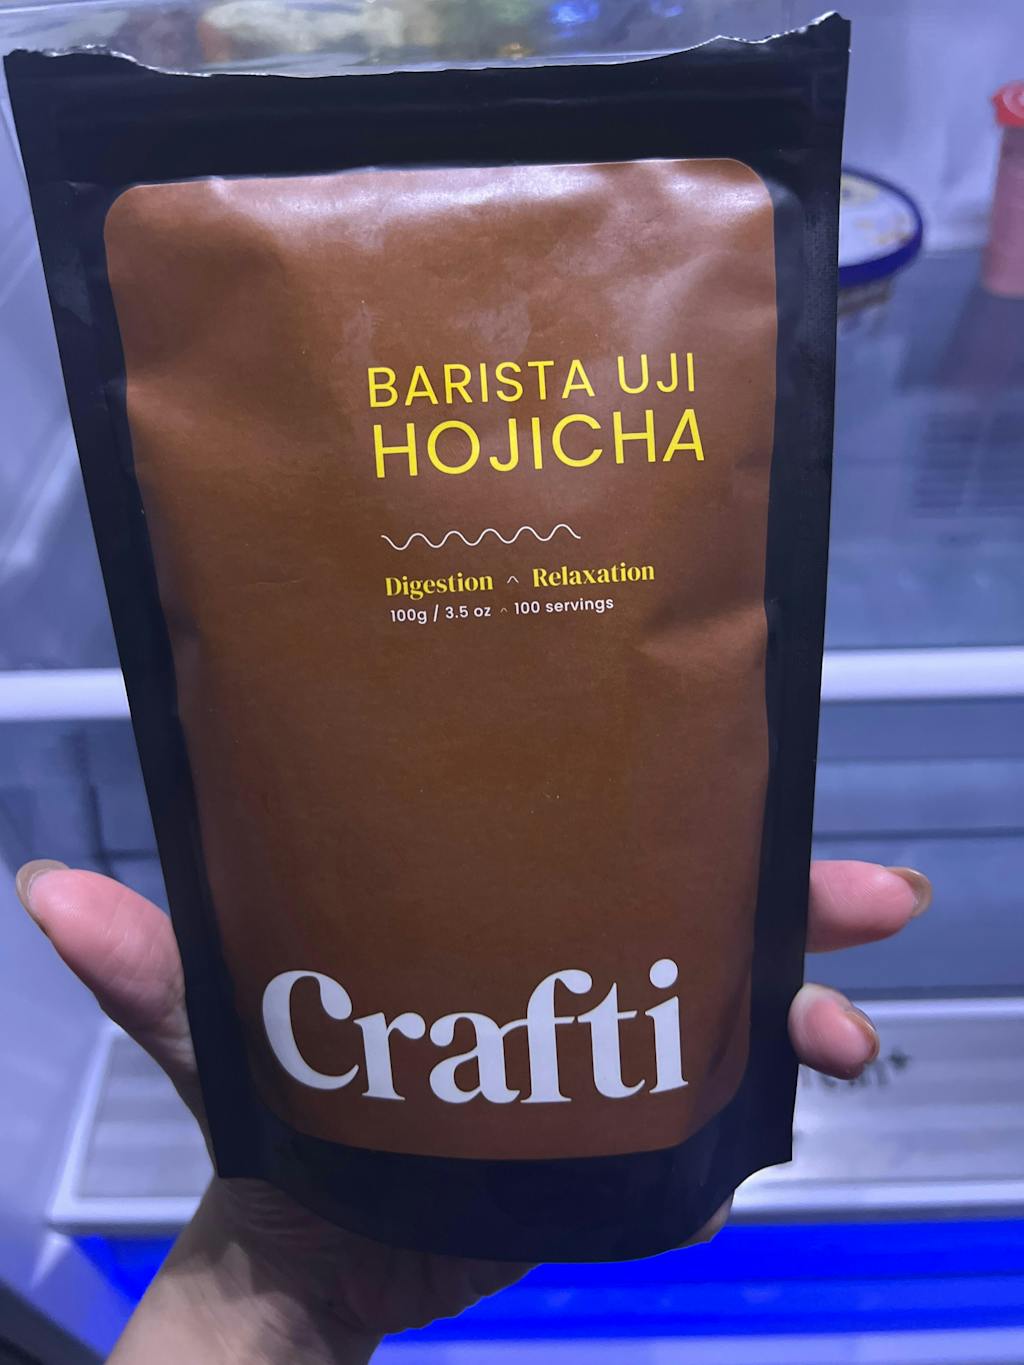 BARISTA UJI
HOJICHA
Digestion ^ Relaxation
100g / 3.5 oz ^ 100 servings
Crafti